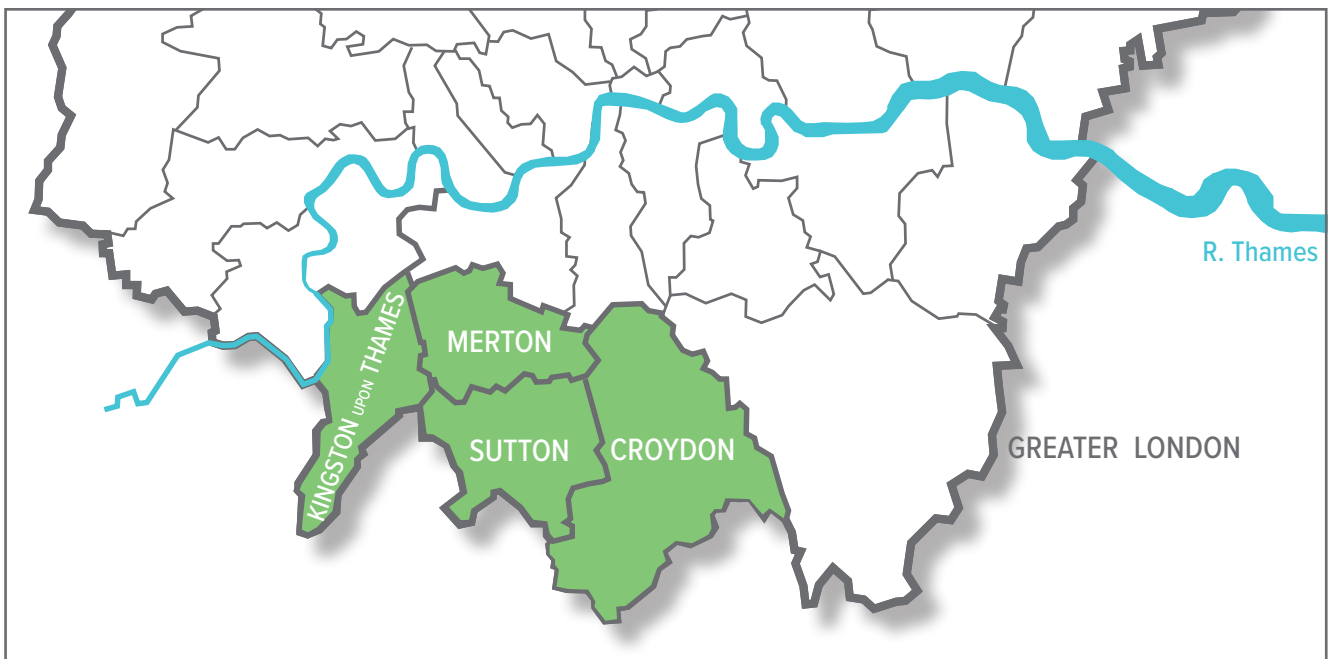 R. Thames
MERTON
KINGSTON UPON THAMES
SUTTON
CROYDON
GREATER LONDON